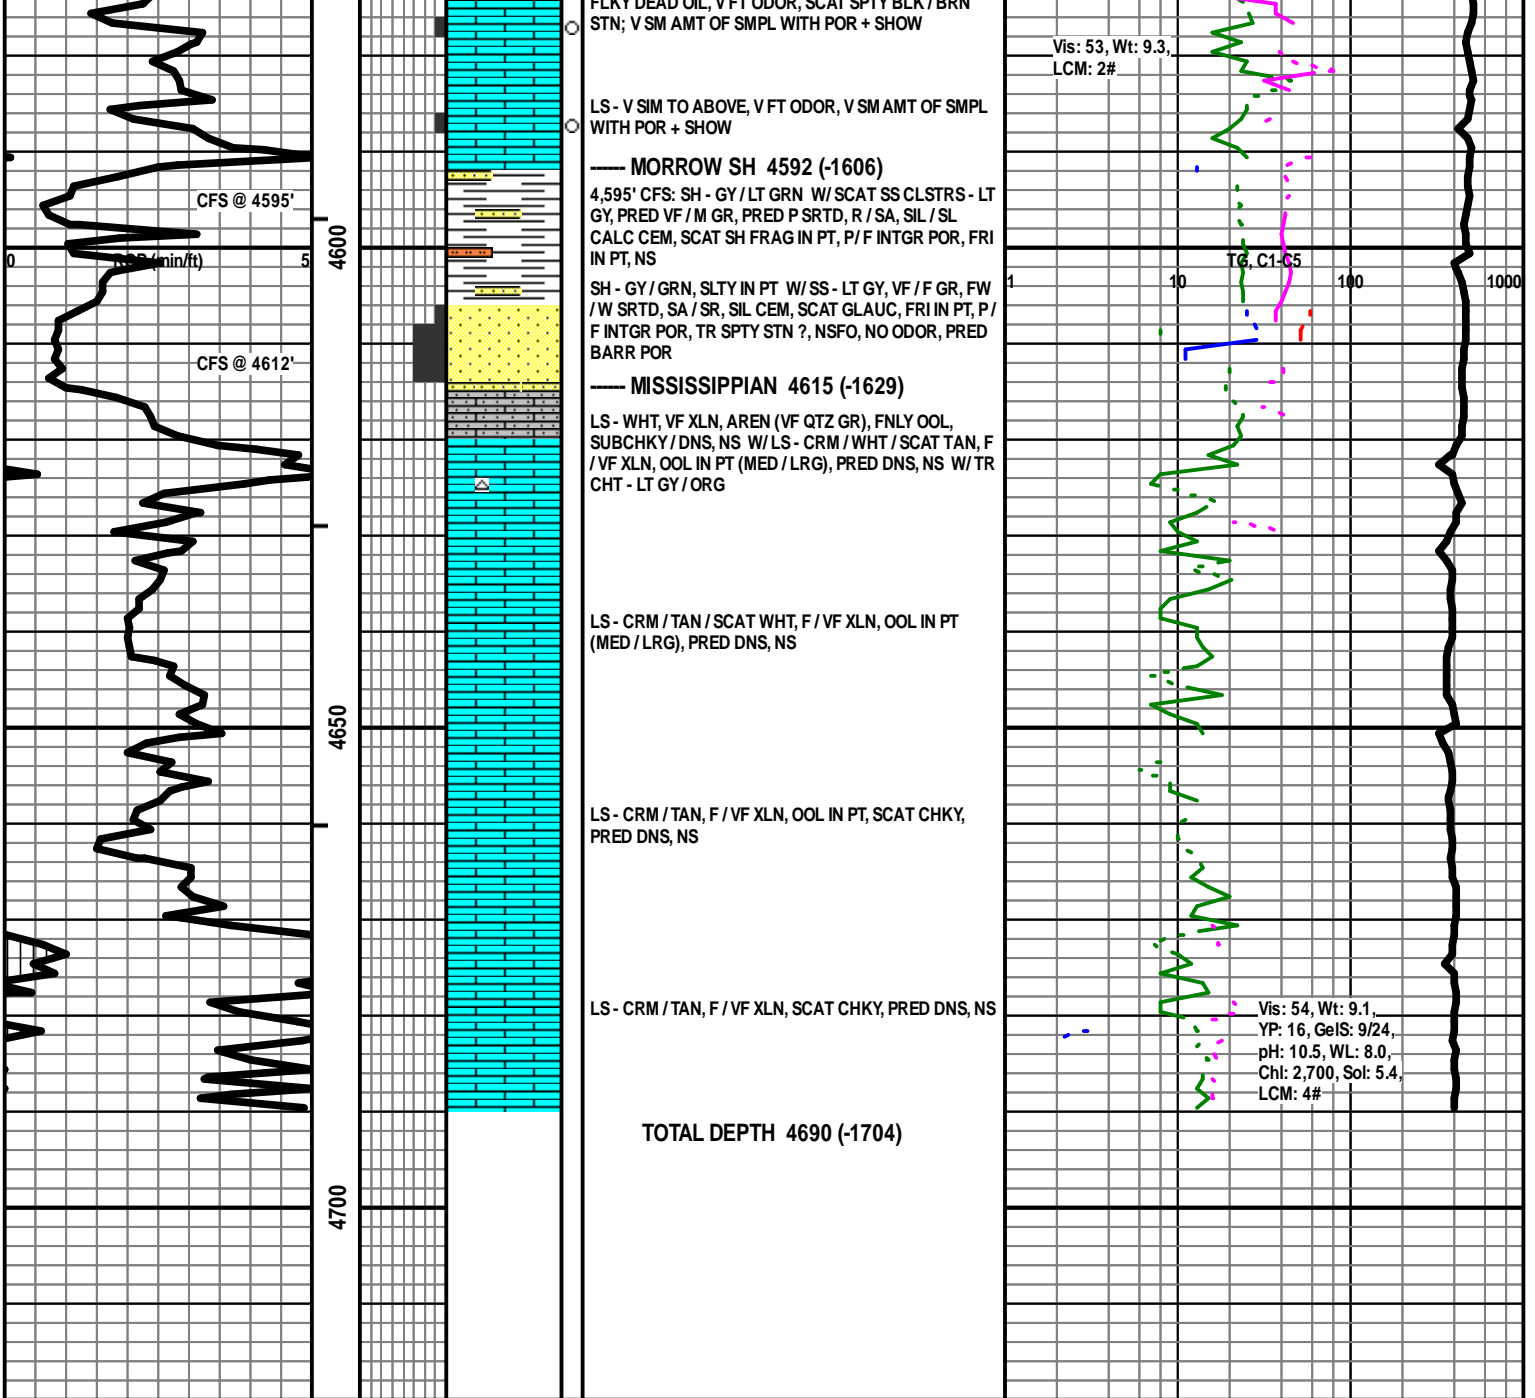 FLKY DEAD OIL, V FT ODOR, SCAT SPTY BLK / BRN
STN; V SM AMT OF SMPL WITH POR + SHOW
Vis: 53, Wt: 9.3,
LCM: 2#
LS - V SIM TO ABOVE, V FT ODOR, V SM AMT OF SMPL
WITH POR + SHOW
------ MORROW SH 4592 (-1606)
CFS @ 4595'
4,595' CFS: SH - GY / LT GRN W/ SCAT SS CLSTRS - LT
GY, PRED VF / M GR, PRED P SRTD, R / SA, SIL / SL
CALC CEM, SCAT SH FRAG IN PT, P / F INTGR POR, FRI
IN PT, NS
4600
0 ROP (min/ft) 5
TG, C1-C5
1 10 100 1000
SH - GY / GRN, SLTY IN PT W/ SS - LT GY, VF / F GR, FW
/ W SRTD, SA / SR, SIL CEM, SCAT GLAUC, FRI IN PT, P /
F INTGR POR, TR SPTY STN ?, NSFO, NO ODOR, PRED
BARR POR
CFS @ 4612'
------ MISSISSIPPIAN 4615 (-1629)
LS - WHT, VF XLN, AREN (VF QTZ GR), FNLY OOL,
SUBCHKY / DNS, NS W/ LS - CRM / WHT / SCAT TAN, F
/ VF XLN, OOL IN PT (MED / LRG), PRED DNS, NS W/ TR
CHT - LT GY / ORG
LS - CRM / TAN / SCAT WHT, F / VF XLN, OOL IN PT
(MED / LRG), PRED DNS, NS
4650
LS - CRM / TAN, F / VF XLN, OOL IN PT, SCAT CHKY,
PRED DNS, NS
LS - CRM / TAN, F / VF XLN, SCAT CHKY, PRED DNS, NS
Vis: 54, Wt: 9.1,
YP: 16, GelS: 9/24,
pH: 10.5, WL: 8.0,
Chl: 2,700, Sol: 5.4,
LCM: 4#
TOTAL DEPTH 4690 (-1704)
4700